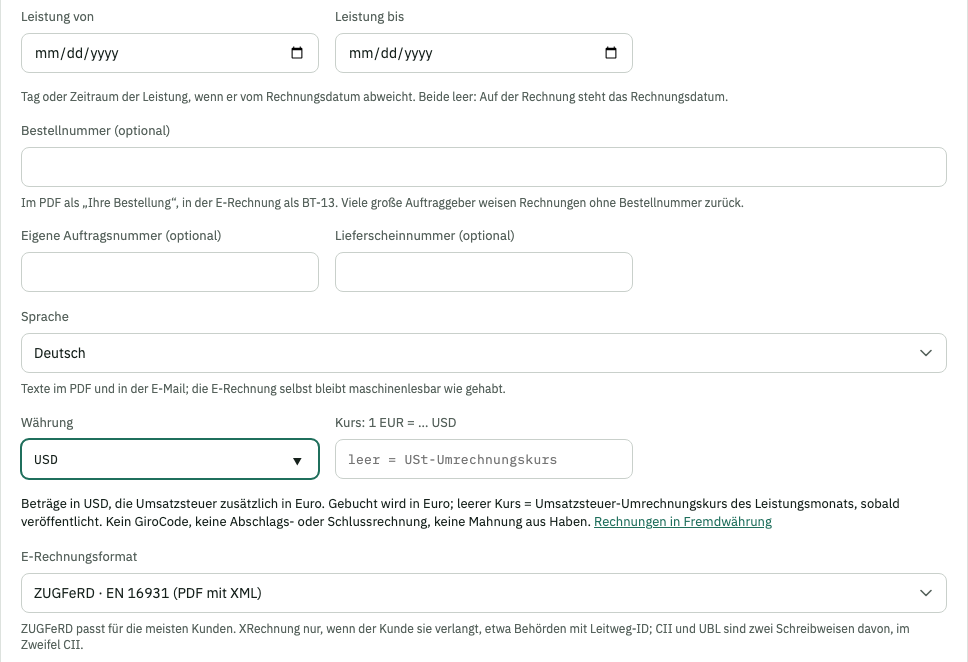 Leistung von
Leistung bis
mm/dd/yyyy
mm/dd/yyyy
Tag oder Zeitraum der Leistung, wenn er vom Rechnungsdatum abweicht. Beide leer: Auf der Rechnung steht das Rechnungsdatum.
Bestellnummer (optional)
Im PDF als „Ihre Bestellung“, in der E-Rechnung als BT-13. Viele große Auftraggeber weisen Rechnungen ohne Bestellnummer zurück.
Eigene Auftragsnummer (optional)
Lieferscheinnummer (optional)
Sprache
Deutsch
Texte im PDF und in der E-Mail; die E-Rechnung selbst bleibt maschinenlesbar wie gehabt.
Währung
Kurs: 1 EUR = … USD
USD
leer = USt-Umrechnungskurs
Beträge in USD, die Umsatzsteuer zusätzlich in Euro. Gebucht wird in Euro; leerer Kurs = Umsatzsteuer-Umrechnungskurs des Leistungsmonats, sobald
veröffentlicht. Kein GiroCode, keine Abschlags- oder Schlussrechnung, keine Mahnung aus Haben. Rechnungen in Fremdwährung
E-Rechnungsformat
ZUGFeRD · EN 16931 (PDF mit XML)
ZUGFeRD passt für die meisten Kunden. XRechnung nur, wenn der Kunde sie verlangt, etwa Behörden mit Leitweg-ID; CII und UBL sind zwei Schreibweisen davon, im
Zweifel CII.